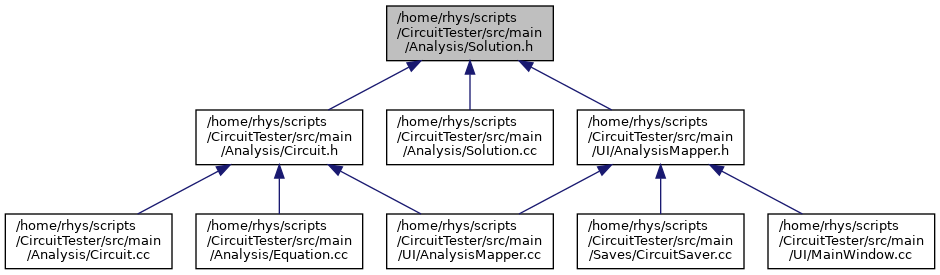 /home/rhys/scripts
/CircuitTester/src/main
/Analysis/Solution.h
/home/rhys/scripts
/CircuitTester/src/main
/Analysis/Circuit.h
/home/rhys/scripts
/CircuitTester/src/main
/Analysis/Solution.cc
/home/rhys/scripts
/CircuitTester/src/main
/UI/AnalysisMapper.h
/home/rhys/scripts
/CircuitTester/src/main
/Analysis/Circuit.cc
/home/rhys/scripts
/CircuitTester/src/main
/Analysis/Equation.cc
/home/rhys/scripts
/CircuitTester/src/main
/UI/AnalysisMapper.cc
/home/rhys/scripts
/CircuitTester/src/main
/Saves/CircuitSaver.cc
/home/rhys/scripts
/CircuitTester/src/main
/UI/MainWindow.cc